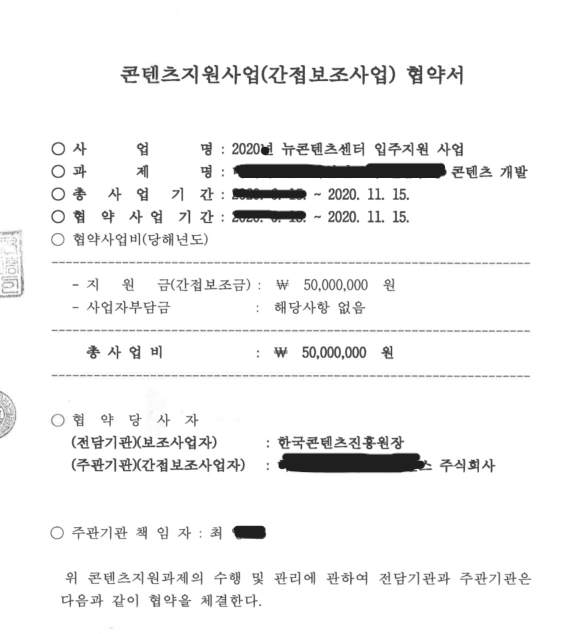 콘텐츠지원사업(간접보조사업) 협약서
○ 사 업 명 : 2020년 뉴콘텐츠센터 입주지원 사업
○ 과 제 명 : 콘텐츠 개발
○ 총 사 업 기 간 : ~ 2020. 11. 15.
○ 협 약 사 업 기 간 : ~ 2020. 11. 15.
○ 협약사업비(당해년도)
- 지 원 금(간접보조금) : ₩ 50,000,000 원
- 사업자부담금 : 해당사항 없음
총 사 업 비 : ₩ 50,000,000 원
○ 협 약 당 사 자
(전담기관)(보조사업자) : 한국콘텐츠진흥원장
(주관기관)(간접보조사업자) : 주식회사
○ 주관기관 책 임 자 : 최
위 콘텐츠지원과제의 수행 및 관리에 관하여 전담기관과 주관기관은
다음과 같이 협약을 체결한다.